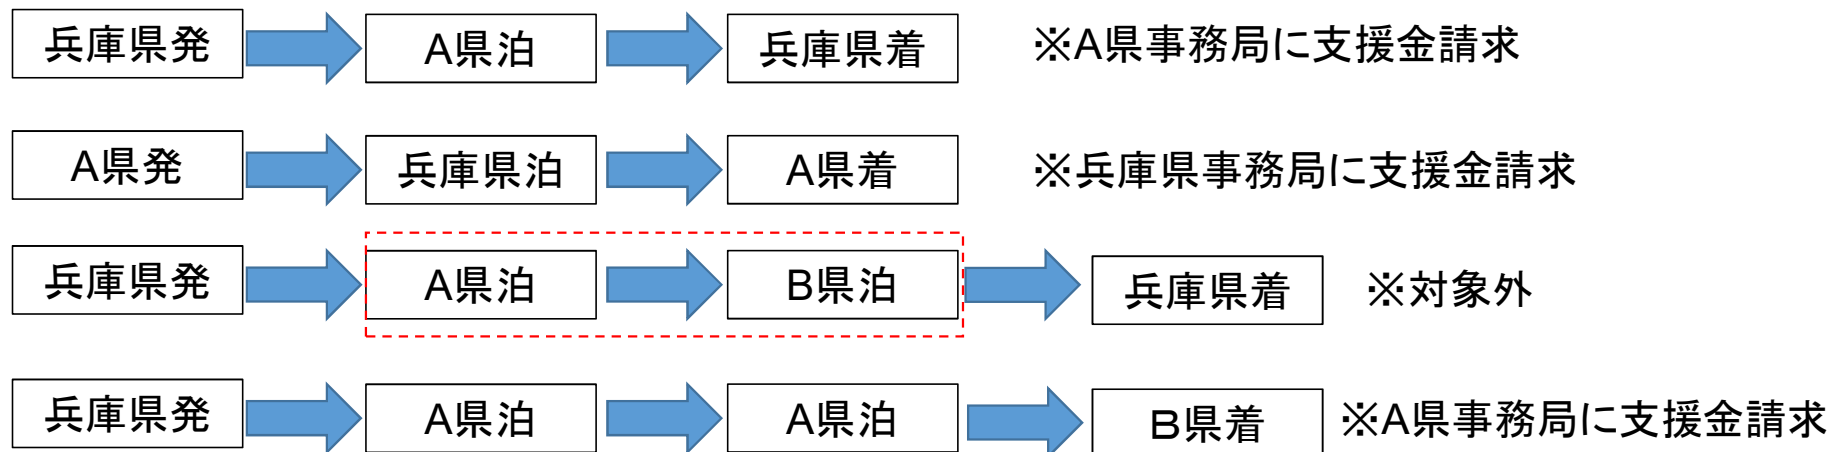 兵庫県発 A県泊 兵庫県着 ※A県事務局に支援金請求
A県発 兵庫県泊 A県着 ※兵庫県事務局に支援金請求
兵庫県発 A県泊 B県泊 兵庫県着 ※対象外
兵庫県発 A県泊 A県泊 B県着 ※A県事務局に支援金請求